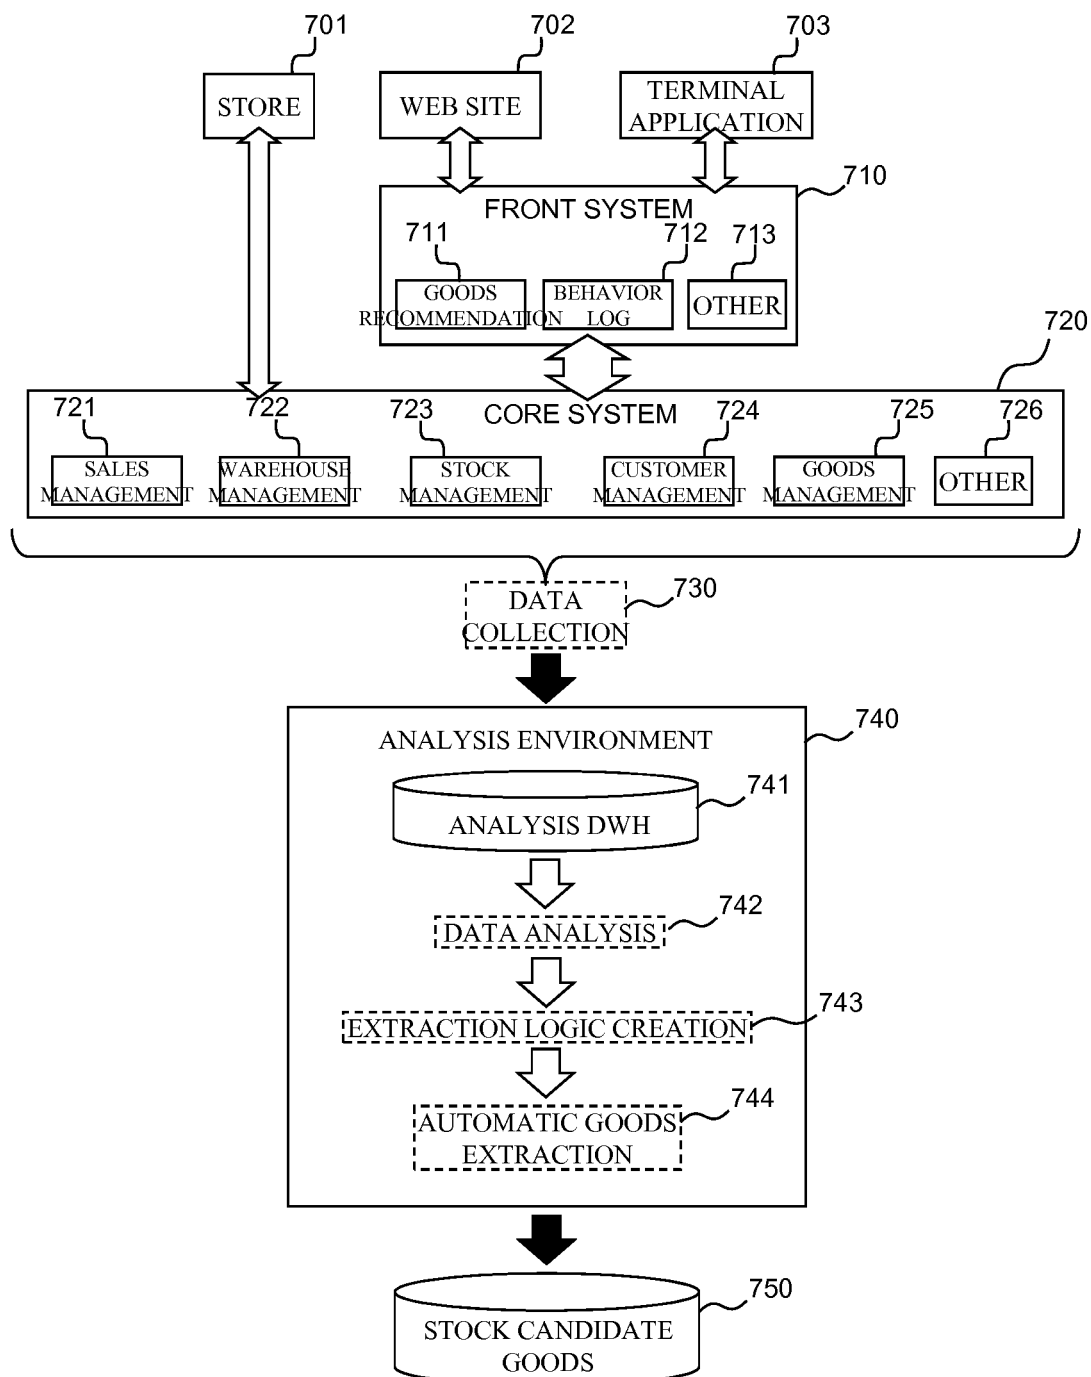 701
702
703
STORE
WEB SITE
TERMINAL
APPLICATION
710
FRONT SYSTEM
711
712
713
GOODS
RECOMMENDATION
BEHAVIOR
LOG
OTHER
720
CORE SYSTEM
721
722
723
724
725
726
SALES
MANAGEMENT
WAREHOUSE
MANAGEMENT
STOCK
MANAGEMENT
CUSTOMER
MANAGEMENT
GOODS
MANAGEMENT
OTHER
730
DATA
COLLECTION
740
ANALYSIS ENVIRONMENT
741
ANALYSIS DWH
742
DATA ANALYSIS
743
EXTRACTION LOGIC CREATION
744
AUTOMATIC GOODS
EXTRACTION
750
STOCK CANDIDATE
GOODS